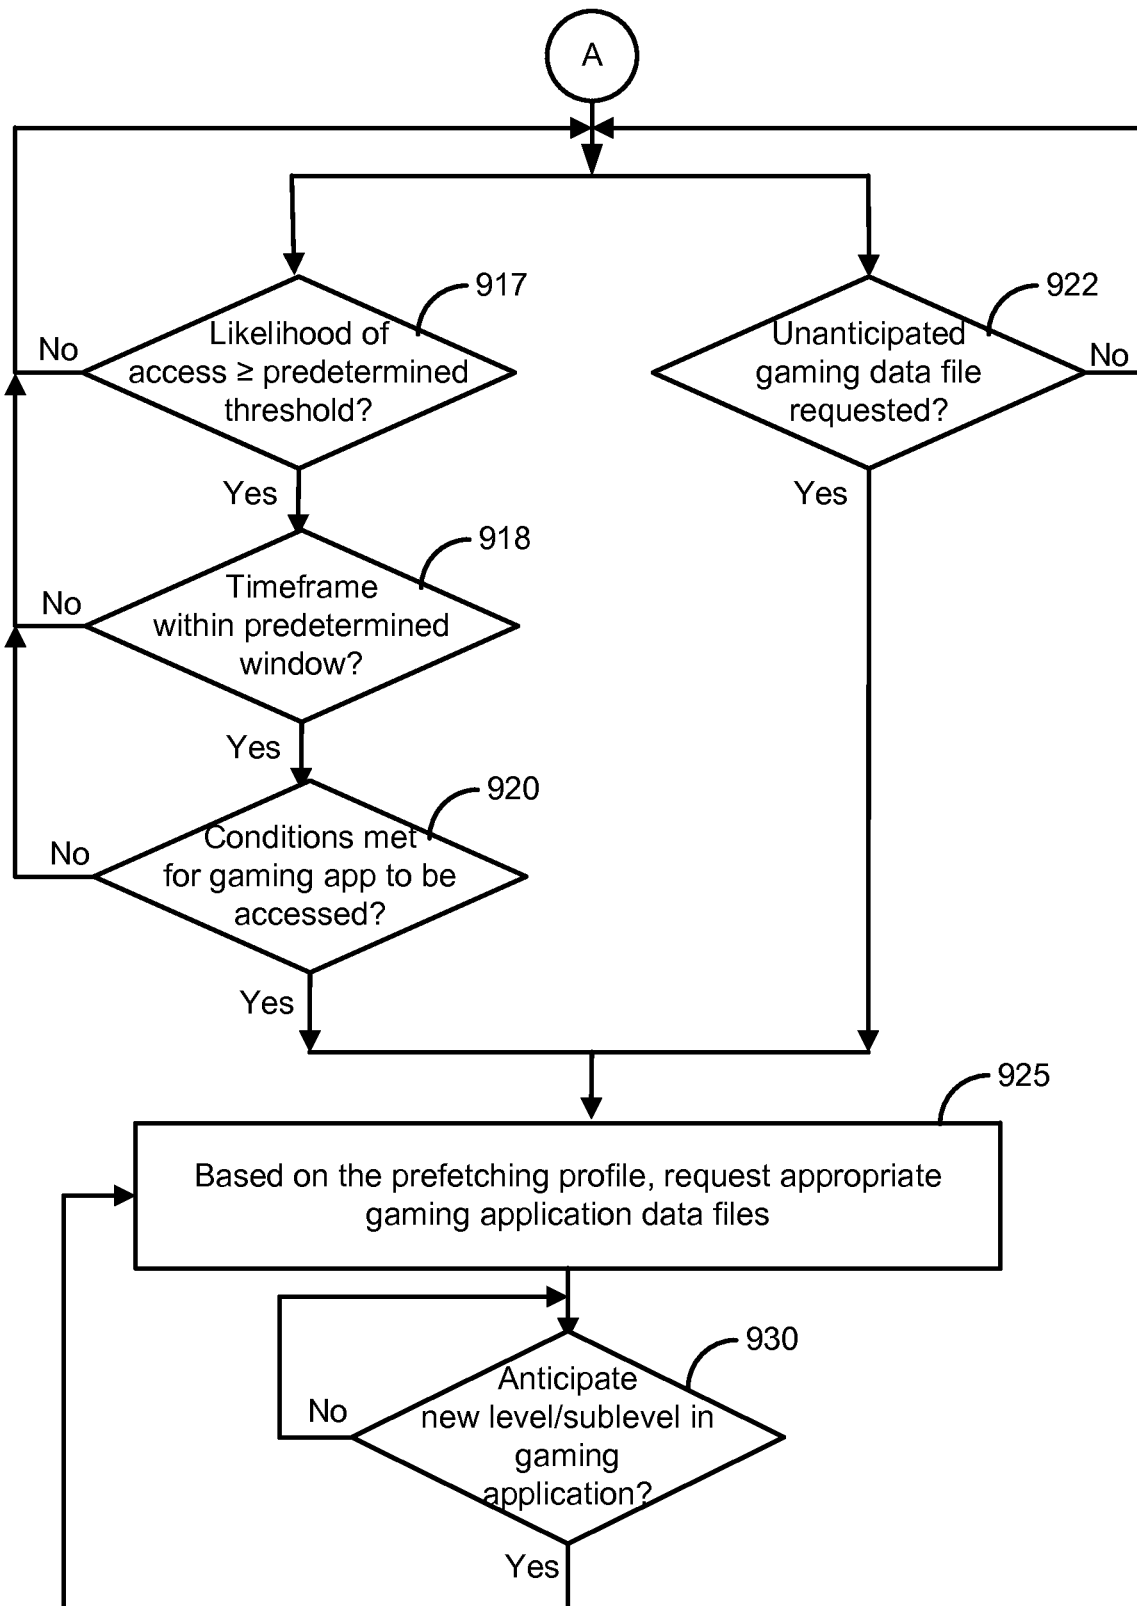 A
917
Likelihood of
access ≥ predetermined
threshold?
No
Yes
922
Unanticipated
gaming data file
requested?
No
Yes
918
Timeframe
within predetermined
window?
No
Yes
920
Conditions met
for gaming app to be
accessed?
No
Yes
925
Based on the prefetching profile, request appropriate
gaming application data files
930
Anticipate
new level/sublevel in
gaming
application?
No
Yes